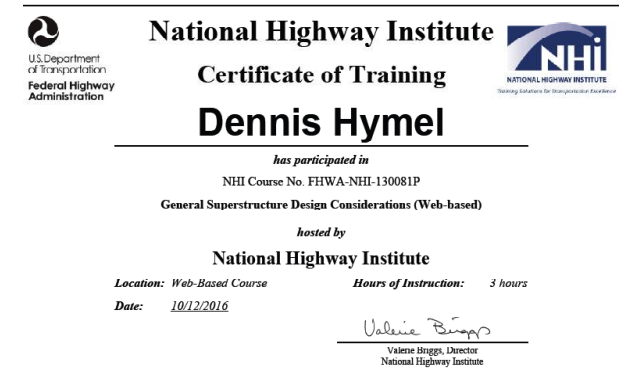 National Highway Institute
U.S. Department
of Transportation
Federal Highway
Administration
NHI
NATIONAL HIGHWAY INSTITUTE
Training Solutions for Transportation Excellence
Certificate of Training
Dennis Hymel
has participated in
NHI Course No. FHWA-NHI-130081P
General Superstructure Design Considerations (Web-based)
hosted by
National Highway Institute
Location: Web-Based Course Hours of Instruction: 3 hours
Date: 10/12/2016
Valerie Briggs
Valerie Briggs, Director
National Highway Institute